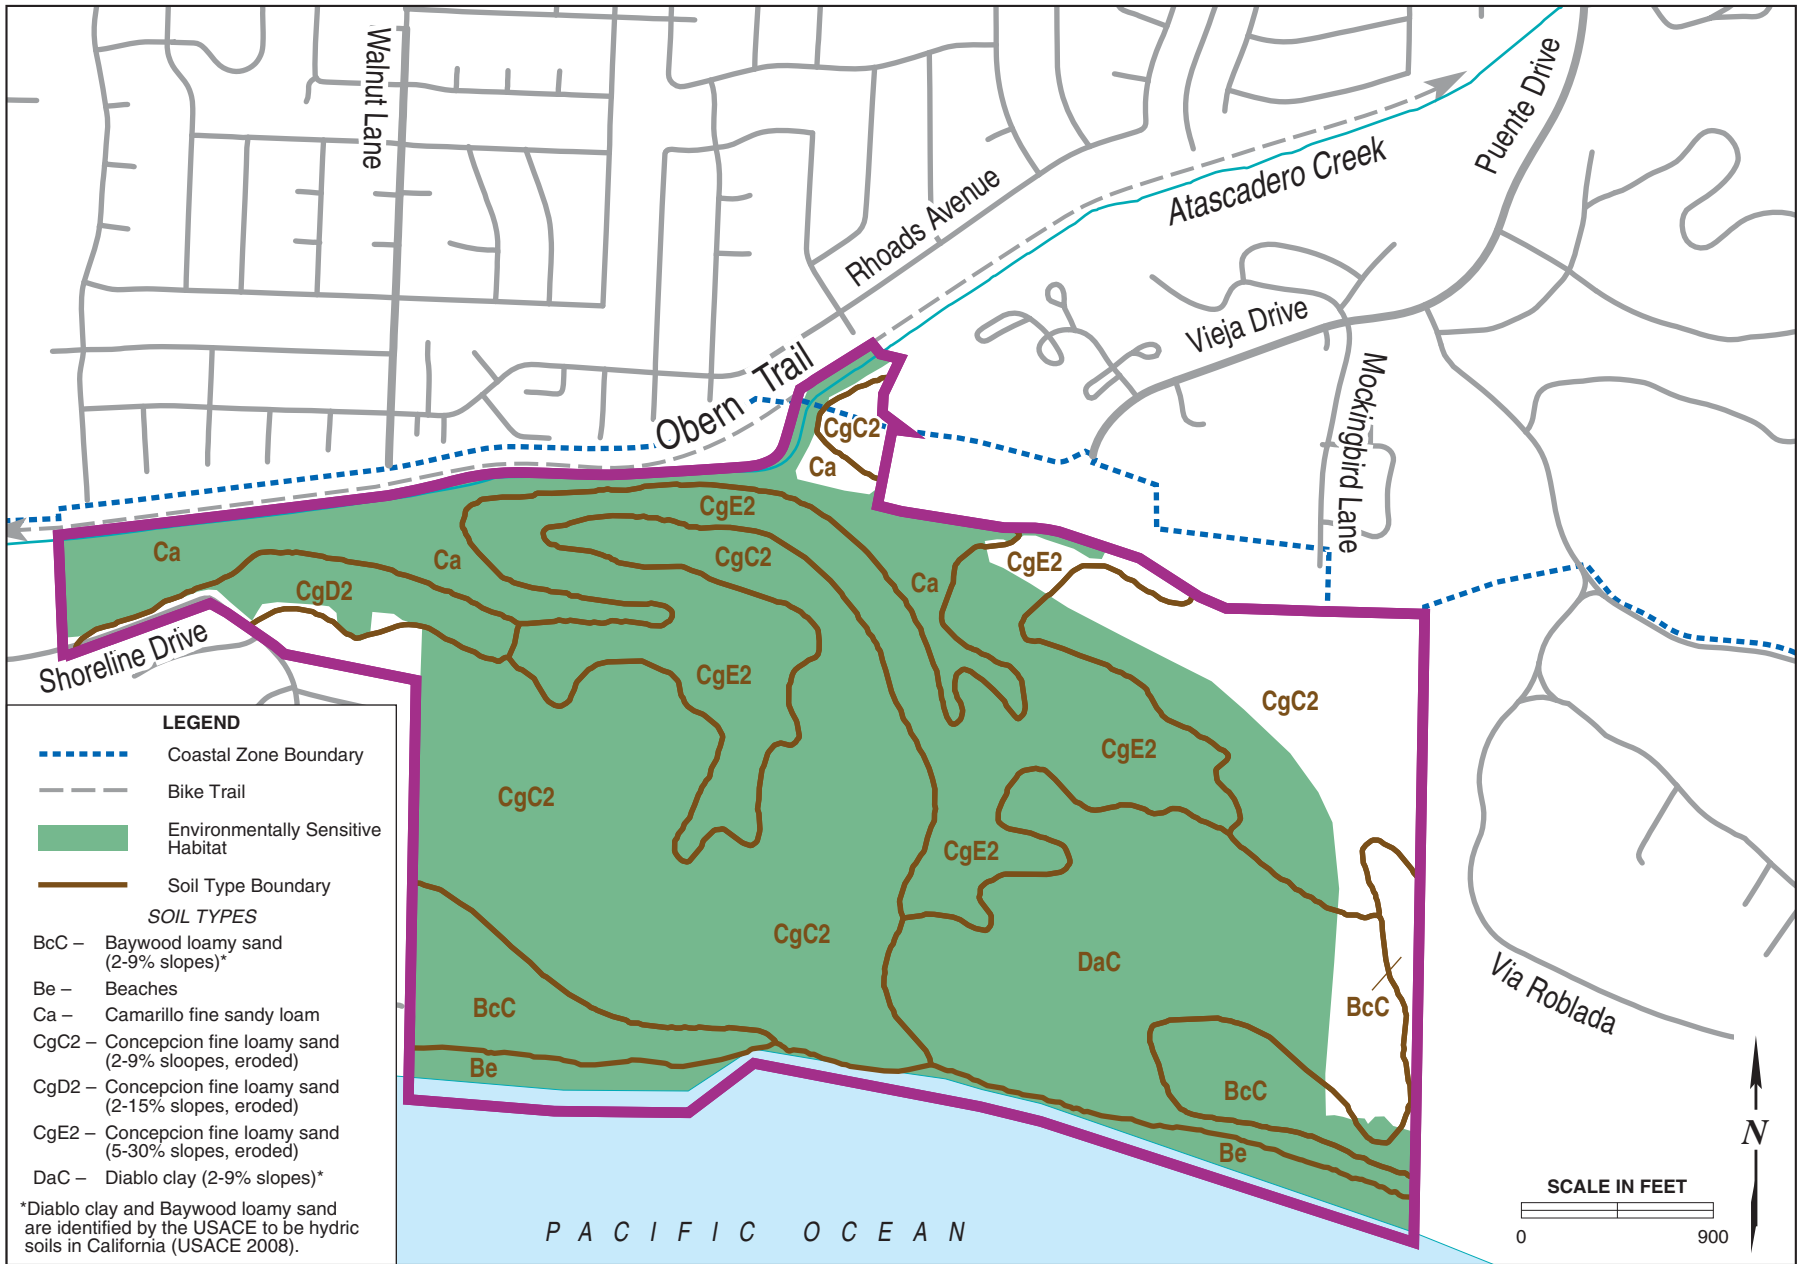 Walnut Lane
Puente Drive
Atascadero Creek
Rhoads Avenue
Vieja Drive
Mockingbird Lane
Obern Trail
CgC2
Ca
CgE2
Ca
Ca
CgC2
Ca
CgE2
CgD2
Shoreline Drive
CgE2
CgC2
CgE2
CgC2
CgE2
CgC2
DaC
BcC
BcC
Via Roblada
Be
BcC
Be
PACIFIC OCEAN
LEGEND
Coastal Zone Boundary
Bike Trail
Environmentally Sensitive
Habitat
Soil Type Boundary
SOIL TYPES
BcC – Baywood loamy sand
(2-9% slopes)*
Be – Beaches
Ca – Camarillo fine sandy loam
CgC2 – Concepcion fine loamy sand
(2-9% sloopes, eroded)
CgD2 – Concepcion fine loamy sand
(2-15% slopes, eroded)
CgE2 – Concepcion fine loamy sand
(5-30% slopes, eroded)
DaC – Diablo clay (2-9% slopes)*
*Diablo clay and Baywood loamy sand
are identified by the USACE to be hydric
soils in California (USACE 2008).
N
SCALE IN FEET
0 900